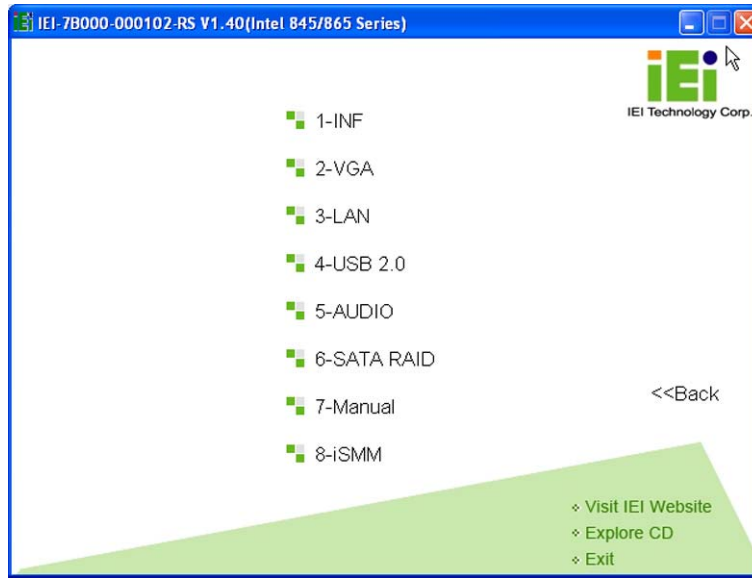 IEI-7B000-000102-RS V1.40(Intel 845/865 Series)
iEi
IEI Technology Corp.
1-INF
2-VGA
3-LAN
4-USB 2.0
5-AUDIO
6-SATA RAID
7-Manual
<<Back
8-iSMM
Visit IEI Website
Explore CD
Exit